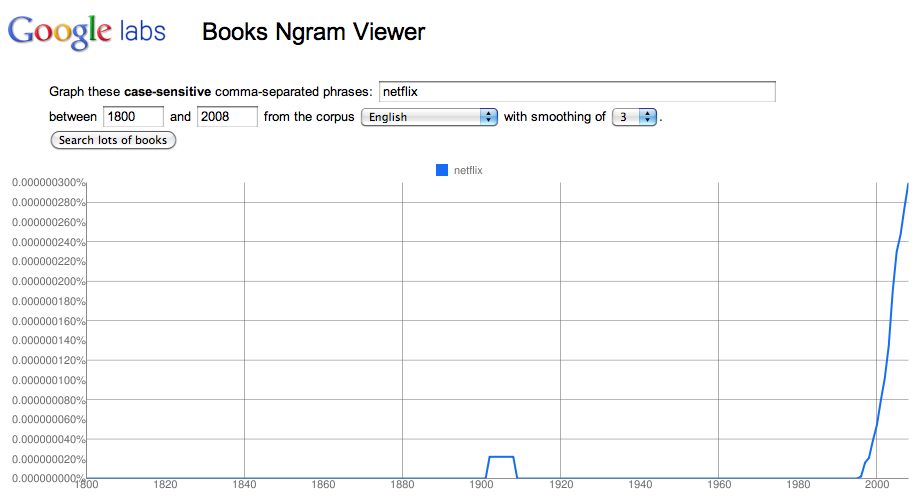 Google labs Books Ngram Viewer
Graph these case-sensitive comma-separated phrases: netflix
between 1800 and 2008 from the corpus English with smoothing of 3 .
Search lots of books
netflix
0.000000300%
0.000000280%
0.000000260%
0.000000240%
0.000000220%
0.000000200%
0.000000180%
0.000000160%
0.000000140%
0.000000120%
0.000000100%
0.000000080%
0.000000060%
0.000000040%
0.000000020%
0.000000000%
1800 1820 1840 1860 1880 1900 1920 1940 1960 1980 2000